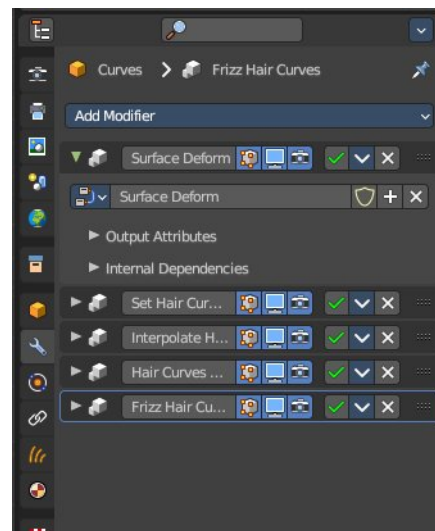 Curves > Frizz Hair Curves
Add Modifier
Surface Deform
Surface Deform
Output Attributes
Internal Dependencies
Set Hair Cur...
Interpolate H...
Hair Curves ...
Frizz Hair Cu...